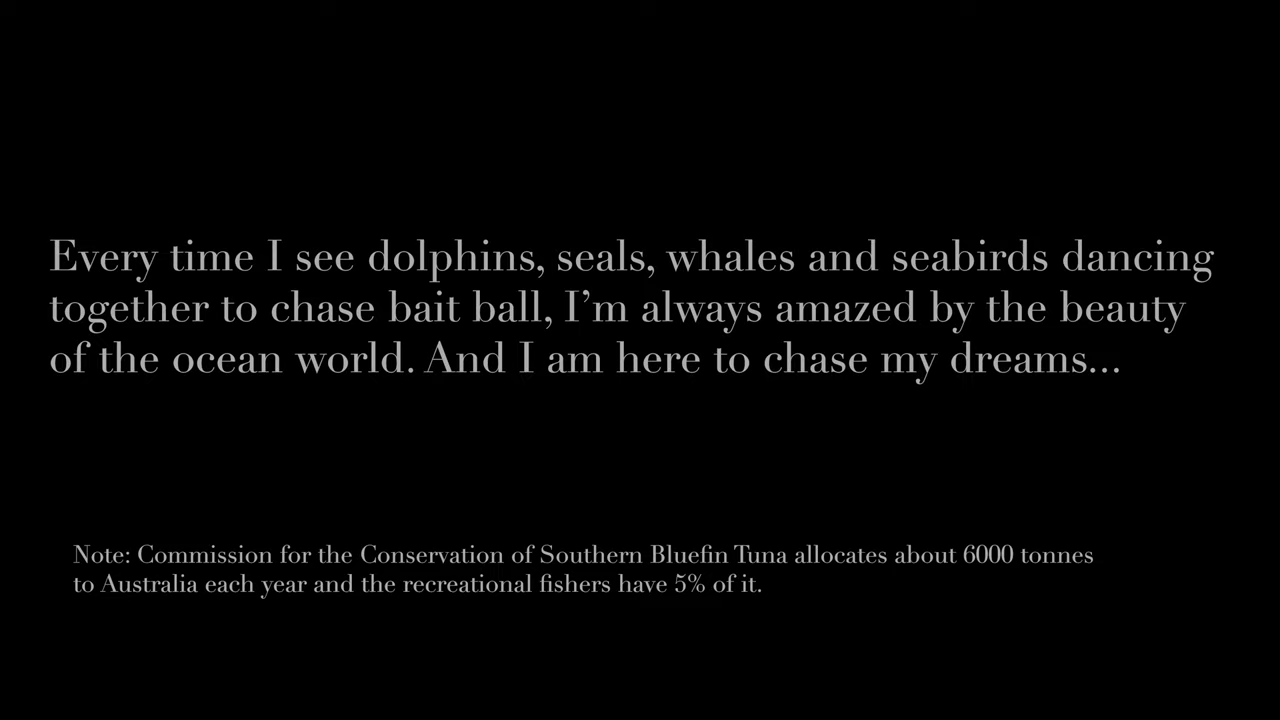 Every time I see dolphins, seals, whales and seabirds dancing
together to chase bait ball, I’m always amazed by the beauty
of the ocean world. And I am here to chase my dreams...
Note: Commission for the Conservation of Southern Bluefin Tuna allocates about 6000 tonnes
to Australia each year and the recreational fishers have 5% of it.